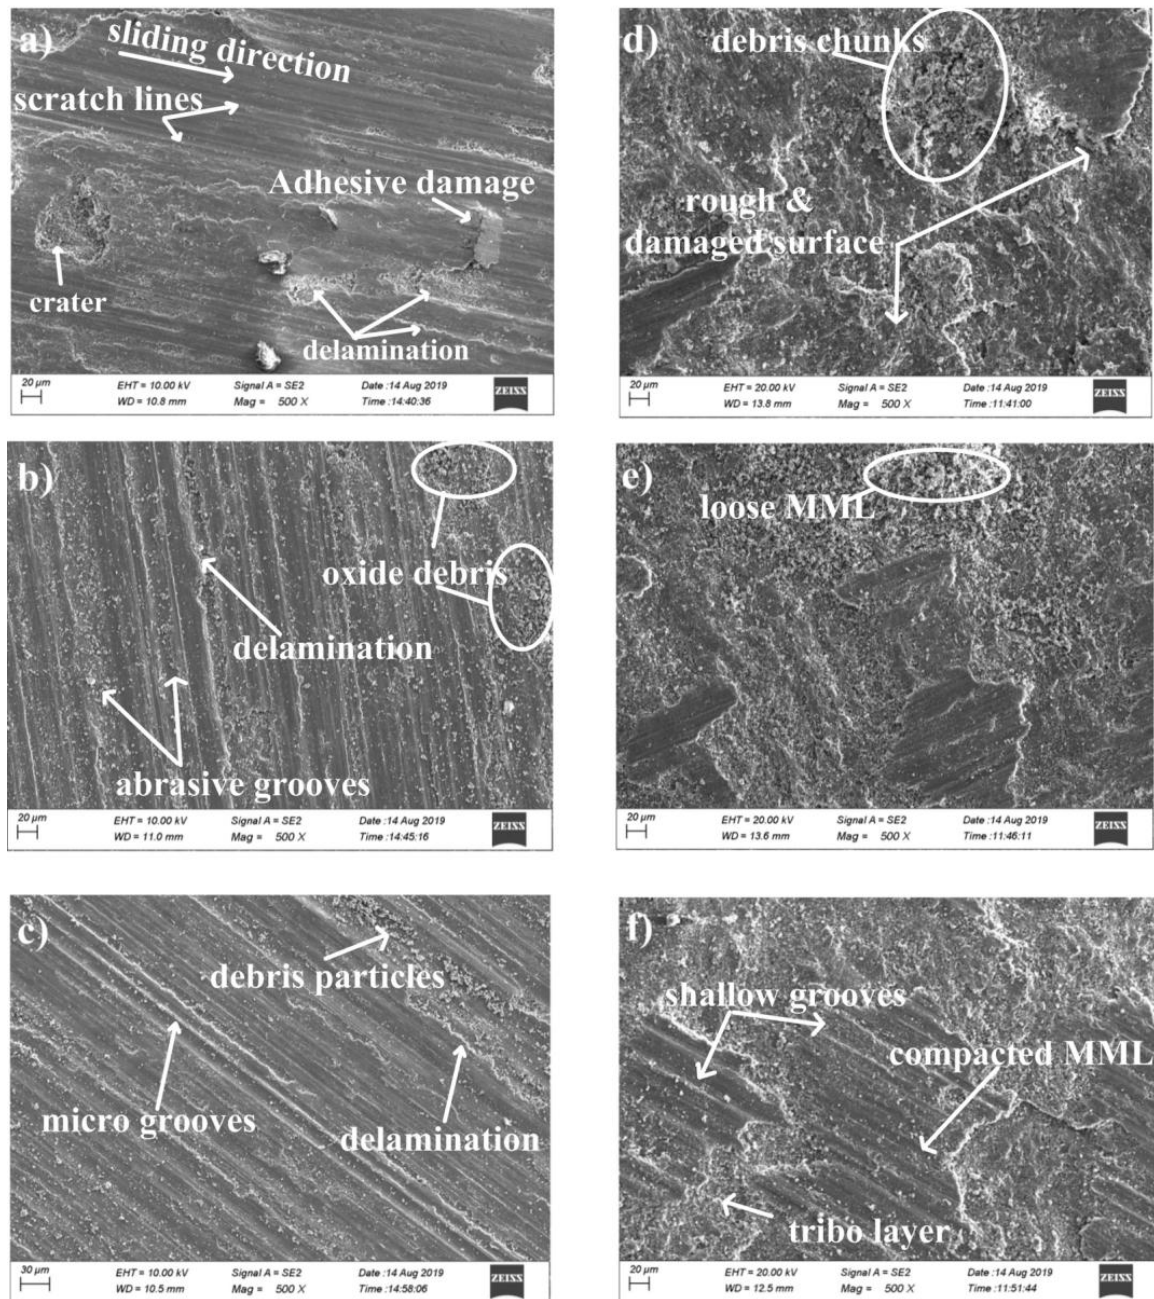 a)
sliding direction
scratch lines
Adhesive damage
crater
delamination
20 µm
EHT = 10.00 kV
Signal A = SE2
Date :14 Aug 2019
WD = 10.8 mm
Mag = 500 X
Time :14:40:36
ZEISS
d)
debris chunks
rough &
damaged surface
20 µm
EHT = 20.00 kV
Signal A = SE2
Date :14 Aug 2019
WD = 13.8 mm
Mag = 500 X
Time :11:41:00
ZEISS
b)
oxide debris
delamination
abrasive grooves
20 µm
EHT = 10.00 kV
Signal A = SE2
Date :14 Aug 2019
WD = 11.0 mm
Mag = 500 X
Time :14:45:16
ZEISS
e)
loose MML
20 µm
EHT = 20.00 kV
Signal A = SE2
Date :14 Aug 2019
WD = 13.6 mm
Mag = 500 X
Time :11:46:11
ZEISS
c)
debris particles
micro grooves
delamination
30 µm
EHT = 10.00 kV
Signal A = SE2
Date :14 Aug 2019
WD = 10.5 mm
Mag = 500 X
Time :14:58:06
ZEISS
f)
shallow grooves
compacted MML
tribo layer
20 µm
EHT = 20.00 kV
Signal A = SE2
Date :14 Aug 2019
WD = 12.5 mm
Mag = 500 X
Time :11:51:44
ZEISS